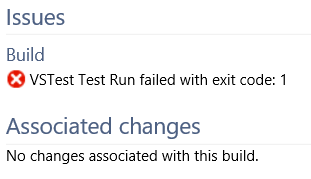 Issues
Build
VSTest Test Run failed with exit code: 1
Associated changes
No changes associated with this build.